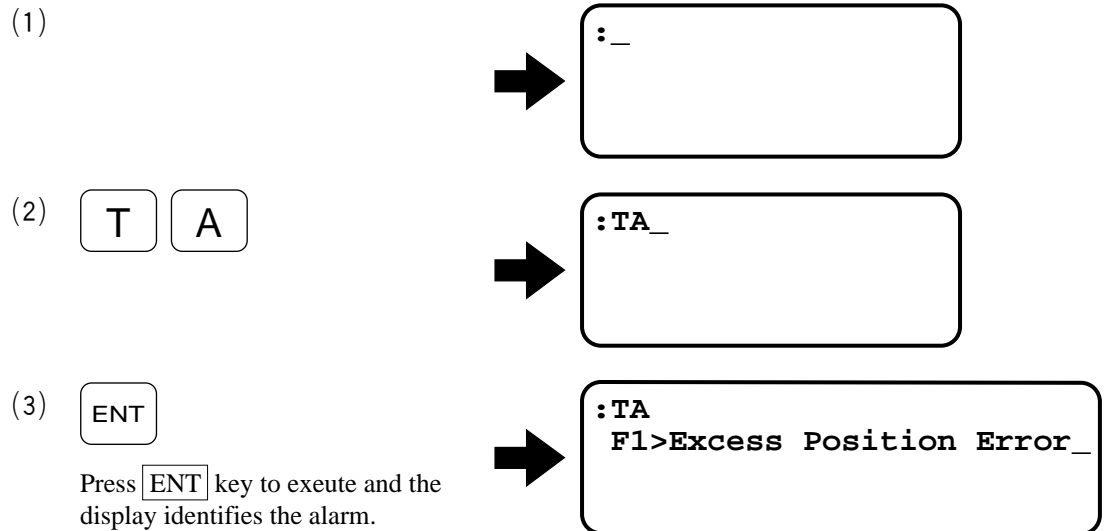 (1)
:_
(2)
T A
:TA_
(3)
ENT
:TA
F1>Excess Position Error_
Press ENT key to exeute and the
display identifies the alarm.